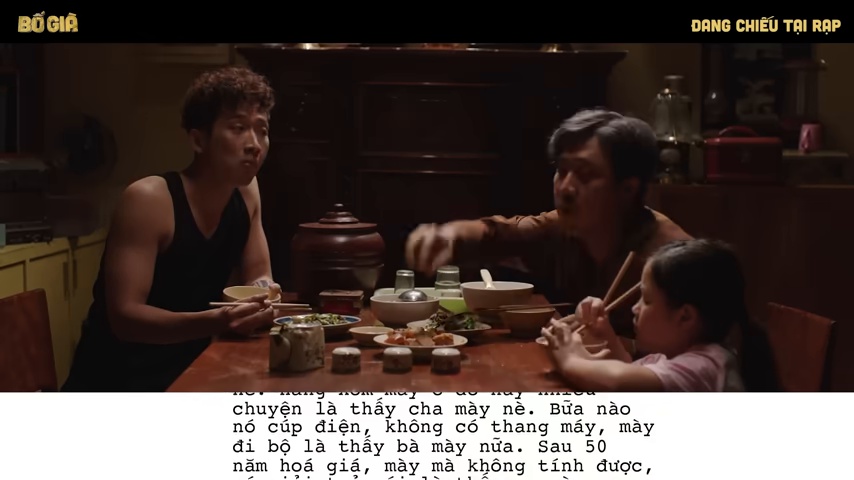 BỐ GIÀ
ĐANG CHIẾU TẠI RẠP
chuyện là thấy cha mày nè. Bữa nào
nó cúp điện, không có thang máy, mày
đi bộ là thấy bà mày nữa. Sau 50
năm hoá giá, mày mà không tính được,